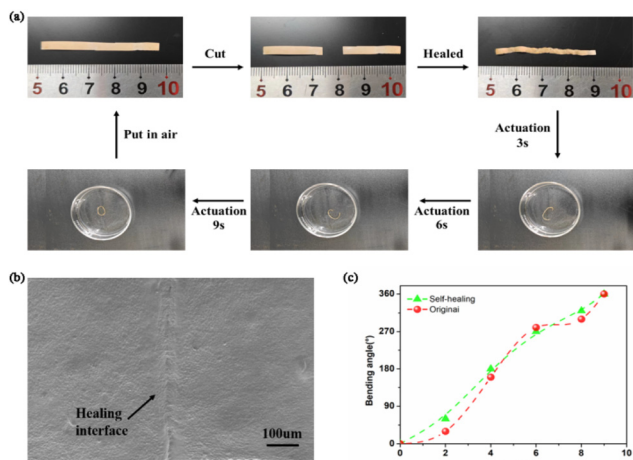 (a)
Cut
Healed
5 6 7 8 9 10
5 6 7 8 9 10
5 6 7 8 9 10
Put in air
Actuation
3s
Actuation
9s
Actuation
6s
(b)
Healing
interface
100um
(c)
Self-healing
Originai
Bending angle(°)
360
270
180
90
0
0 2 4 6 8 10